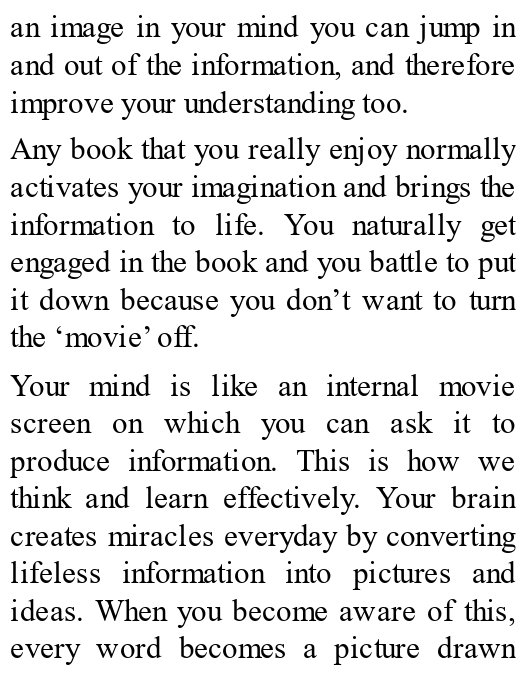 an image in your mind you can jump in
and out of the information, and therefore
improve your understanding too.
Any book that you really enjoy normally
activates your imagination and brings the
information to life. You naturally get
engaged in the book and you battle to put
it down because you don’t want to turn
the ‘movie’ off.
Your mind is like an internal movie
screen on which you can ask it to
produce information. This is how we
think and learn effectively. Your brain
creates miracles everyday by converting
lifeless information into pictures and
ideas. When you become aware of this,
every word becomes a picture drawn